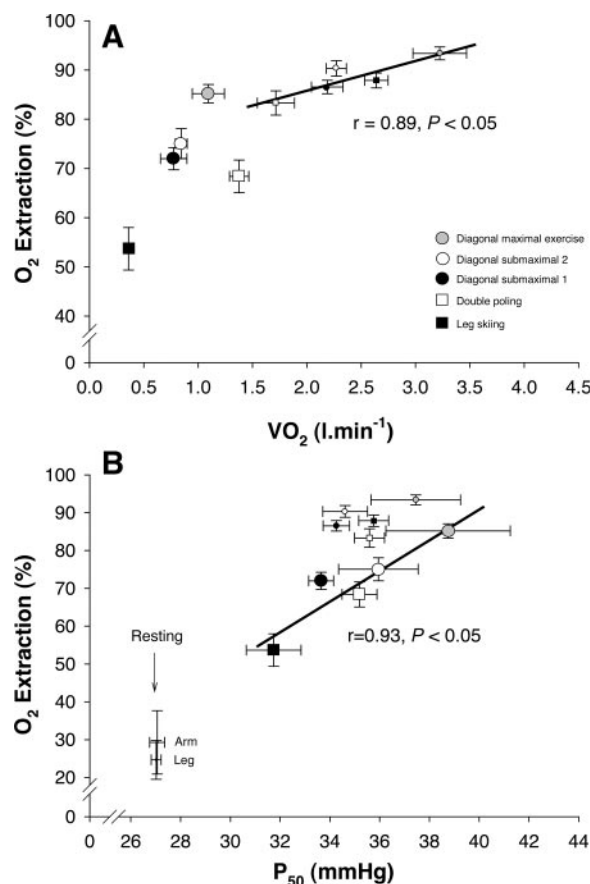 A
100
90
80
70
60
50
40
0
O2 Extraction (%)
r = 0.89, P < 0.05
Diagonal maximal exercise
Diagonal submaximal 2
Diagonal submaximal 1
Double poling
Leg skiing
0.0 0.5 1.0 1.5 2.0 2.5 3.0 3.5 4.0 4.5
VO2 (l.min-1)
B
100
90
80
70
60
50
40
30
20
0
O2 Extraction (%)
r=0.93, P < 0.05
Resting
Arm
Leg
0 26 28 30 32 34 36 38 40 42 44
P50 (mmHg)